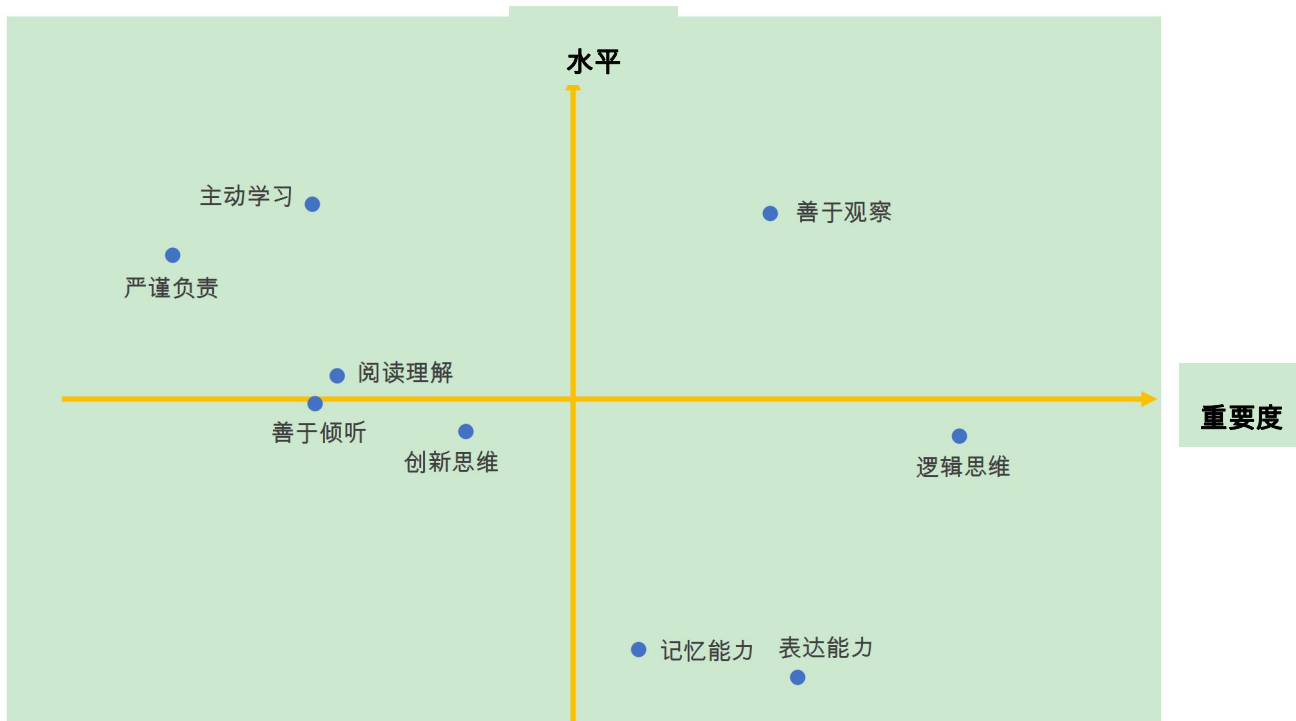 水平
主动学习
善于观察
严谨负责
阅读理解
重要度
善于倾听
创新思维
逻辑思维
记忆能力
表达能力